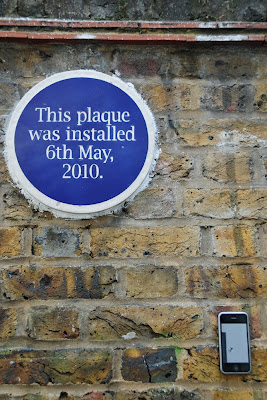 This plaque
was installed
6th May,
2010.